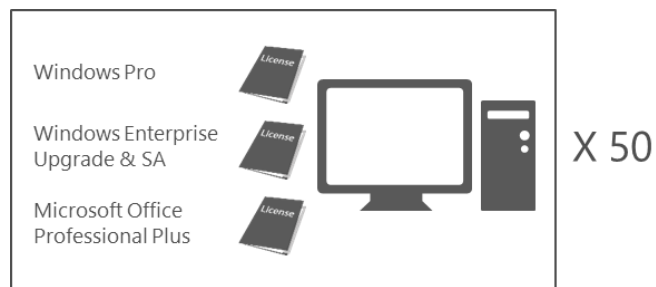 Windows Pro
License
Windows Enterprise
Upgrade & SA
License
Microsoft Office
Professional Plus
License
X 50